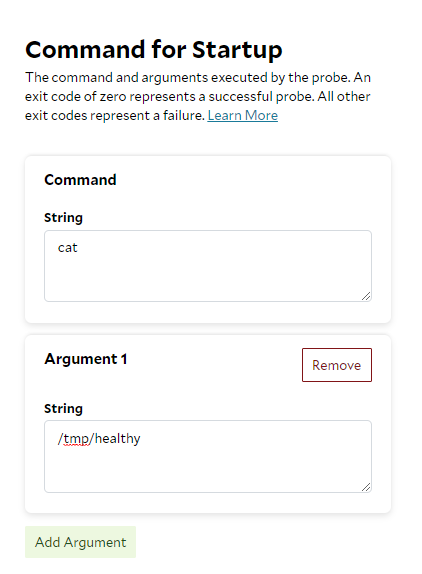 Command for Startup
The command and arguments executed by the probe. An
exit code of zero represents a successful probe. All other
exit codes represent a failure. Learn More
Command
String
cat
Argument 1
Remove
String
/tmp/healthy
Add Argument